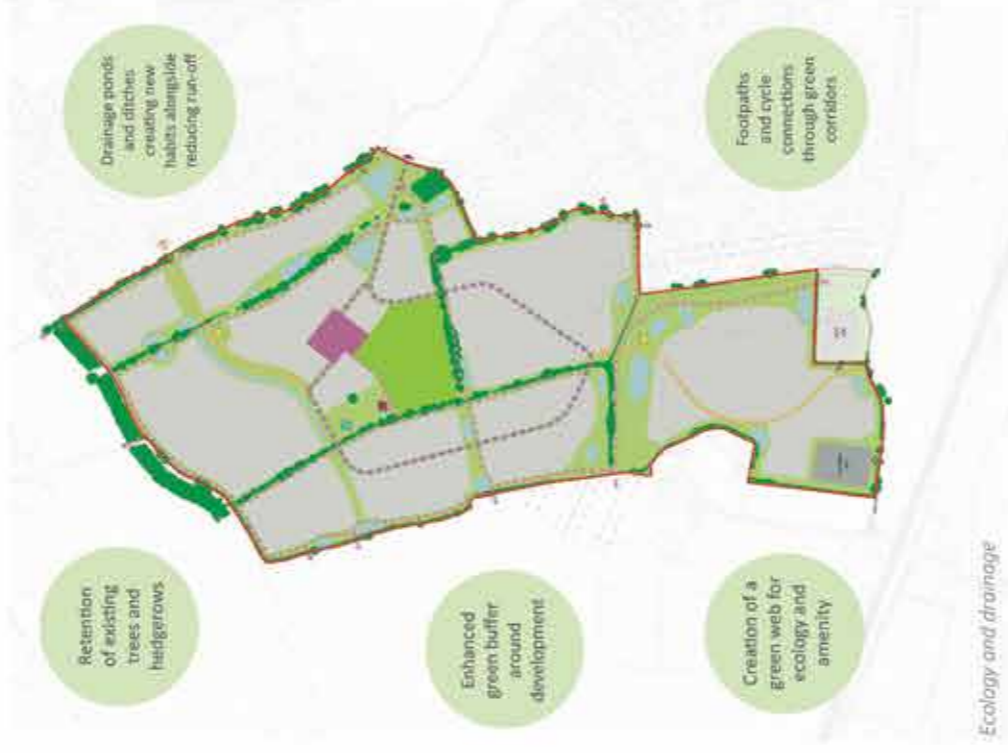 Retention
of existing
trees and
hedgerows
Drainage ponds
and ditches
creating new
habits alongside
reducing run-off
Enhanced
green buffer
around
development
Creation of a
green web for
ecology and
amenity
Footpaths
and cycle
connections
through green
corridors
Ecology and drainage